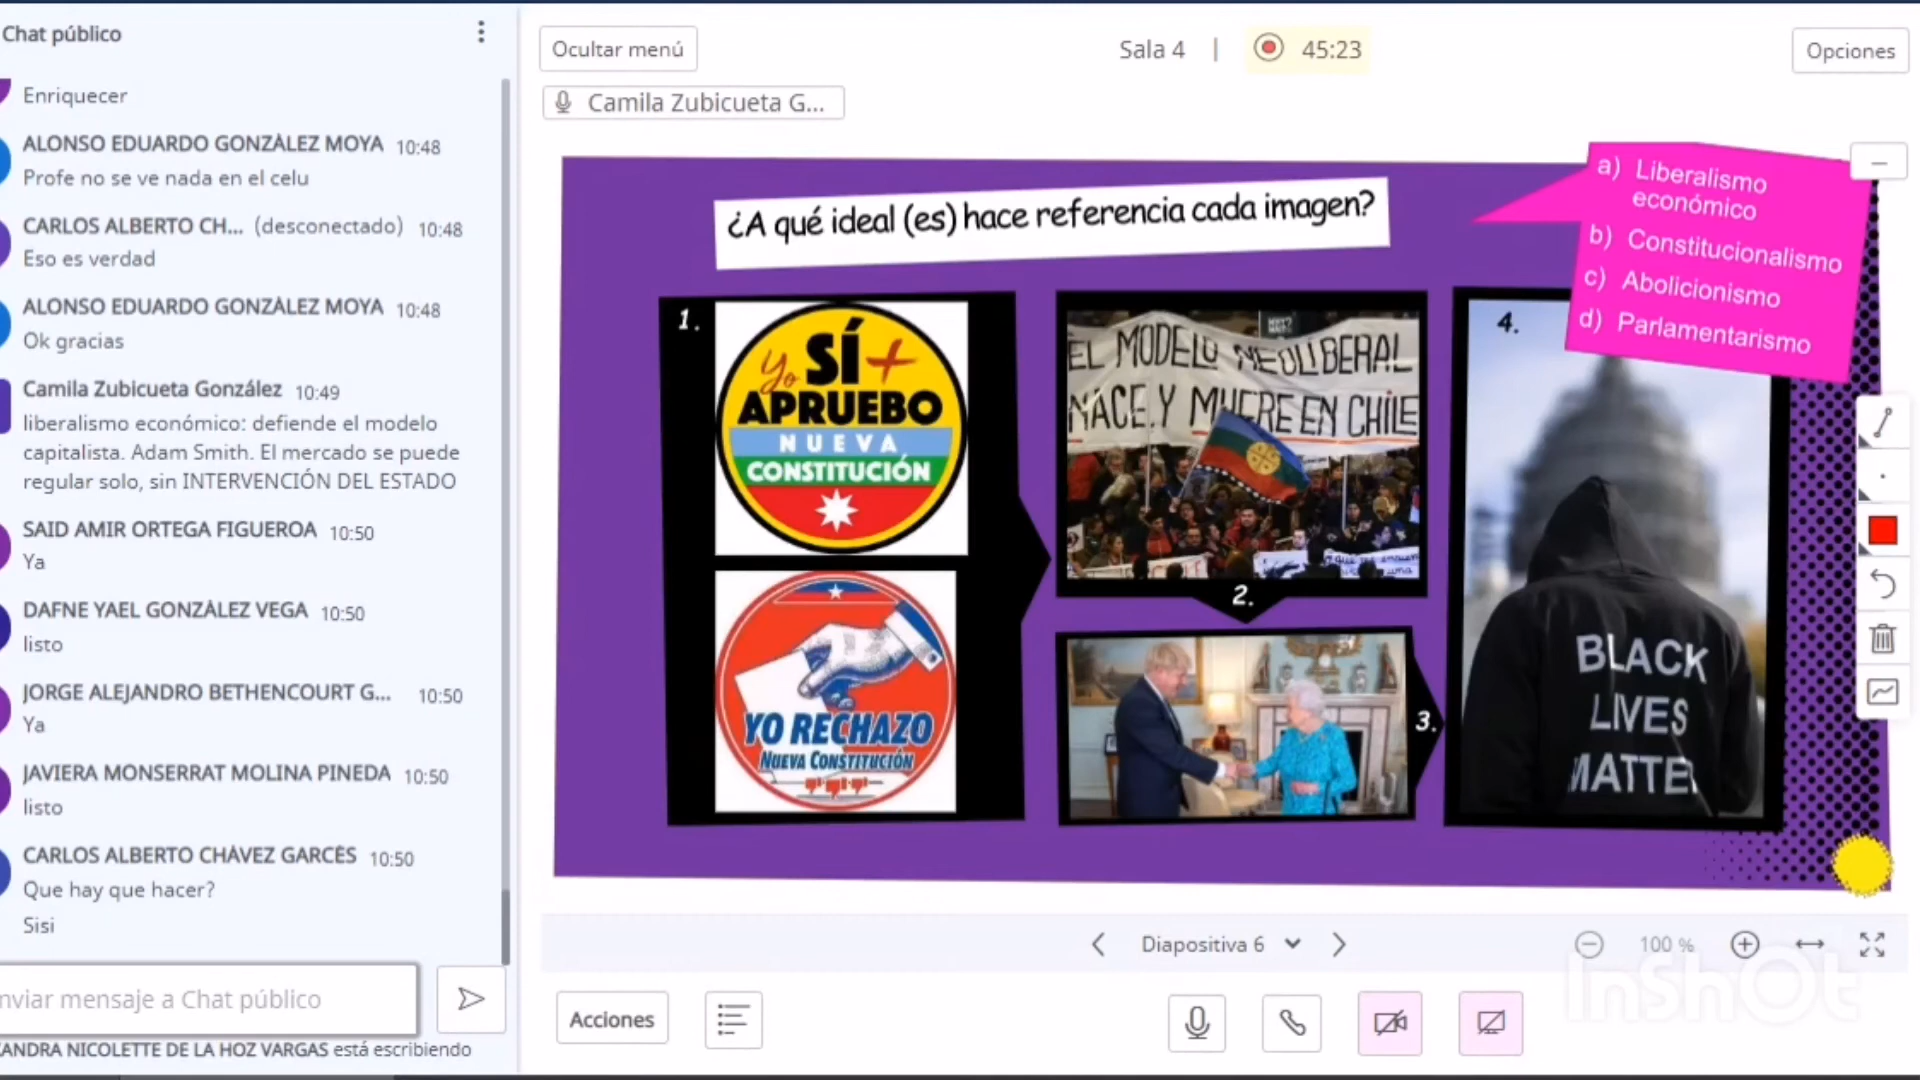 Chat público
Enriquecer
ALONSO EDUARDO GONZÀLEZ MOYA 10:48
Profe no se ve nada en el celu
CARLOS ALBERTO CH... (desconectado) 10:48
Eso es verdad
ALONSO EDUARDO GONZÀLEZ MOYA 10:48
Ok gracias
Camila Zubicueta González 10:49
liberalismo económico: defiende el modelo
capitalista. Adam Smith. El mercado se puede
regular solo, sin INTERVENCIÓN DEL ESTADO
SAID AMIR ORTEGA FIGUEROA 10:50
Ya
DAFNE YAEL GONZÀLEZ VEGA 10:50
listo
JORGE ALEJANDRO BETHENCOURT G... 10:50
Ya
JAVIERA MONSERRAT MOLINA PINEDA 10:50
listo
CARLOS ALBERTO CHÀVEZ GARCÉS 10:50
Que hay que hacer?
Sisi
nviar mensaje a Chat público
ANDRA NICOLETTE DE LA HOZ VARGAS está escribiendo
Ocultar menú
Sala 4 | 45:23
Opciones
Camila Zubicueta G...
¿A qué ideal (es) hace referencia cada imagen?
a) Liberalismo
económico
b) Constitucionalismo
c) Abolicionismo
d) Parlamentarismo
1.
Yo SÍ +
APRUEBO
NUEVA
CONSTITUCIÓN
YO RECHAZO
NUEVA CONSTITUCIÓN
EL MODELO NEOLIBERAL
NACE Y MUERE EN CHILE
2.
3.
4.
BLACK
LIVES
MATTER
Diapositiva 6
100 %
Acciones
InShOt